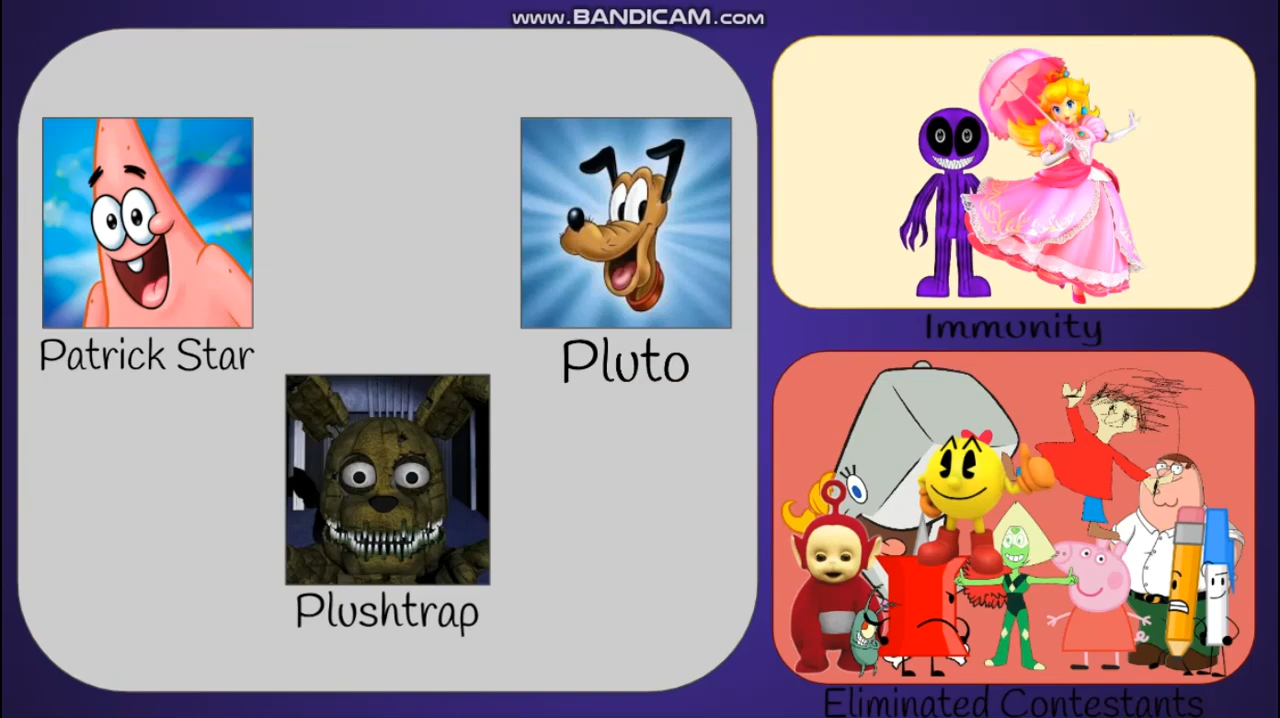 www.BANDICAM.com
Patrick Star
Pluto
Plushtrap
Immunity
Eliminated Contestants